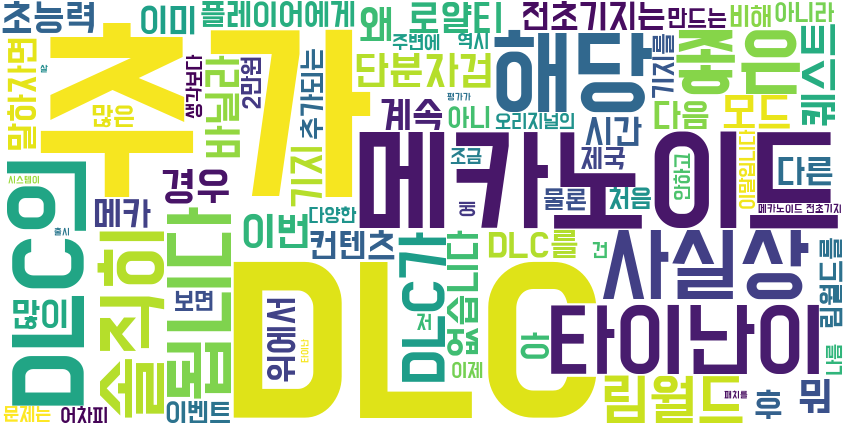 초능력
이미
플레이어에게
왜
로얄티
전초기지는
만드는
비해
아니라
주변에
역시
추가
해당
좋은
기지를
퀘스트
말하자면
많은
생각보다
2만원
추가되는
단분자검
바닐라
평가가
계속
아니
오리지널의
시간
다음
모드
이말입니다
기지
조금
제국
다른
메카노이드
안하고
시스템이
경우
메카
DLC의
물론
처음
메카노이드 전초기지
다양한
이번
컨텐츠
출시
솔직히
됩니다
DLC가
없습니다
DLC를
건
사실상
림월드를
많이
보면
위에서
DLC
저
아
타이난이
이제
나름
림월드
패치를
후
뭐
문제는
어차피
이벤트